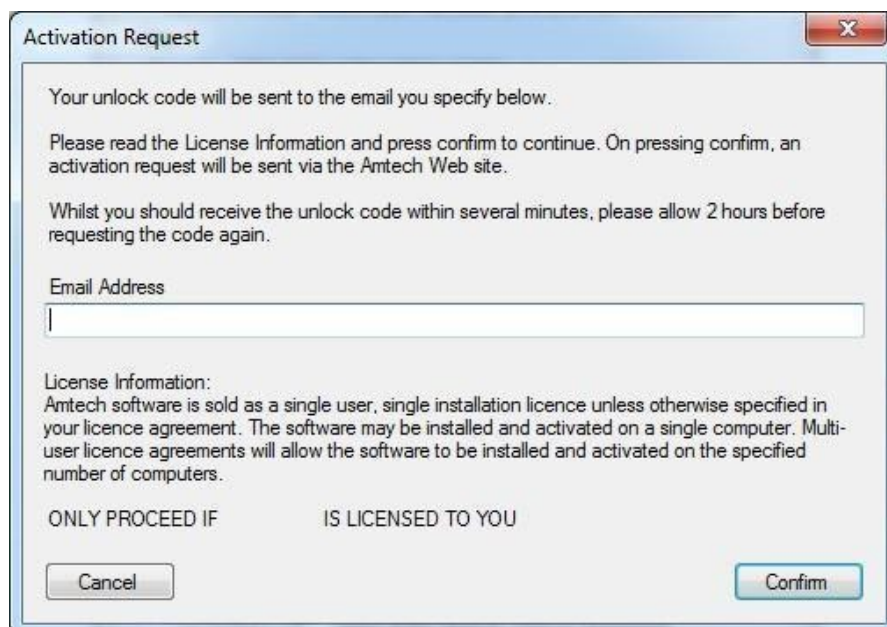 Activation Request
Your unlock code will be sent to the email you specify below.
Please read the License Information and press confirm to continue. On pressing confirm, an
activation request will be sent via the Amtech Web site.
Whilst you should receive the unlock code within several minutes, please allow 2 hours before
requesting the code again.
Email Address
License Information:
Amtech software is sold as a single user, single installation licence unless otherwise specified in
your licence agreement. The software may be installed and activated on a single computer. Multi-
user licence agreements will allow the software to be installed and activated on the specified
number of computers.
ONLY PROCEED IF IS LICENSED TO YOU
Cancel Confirm